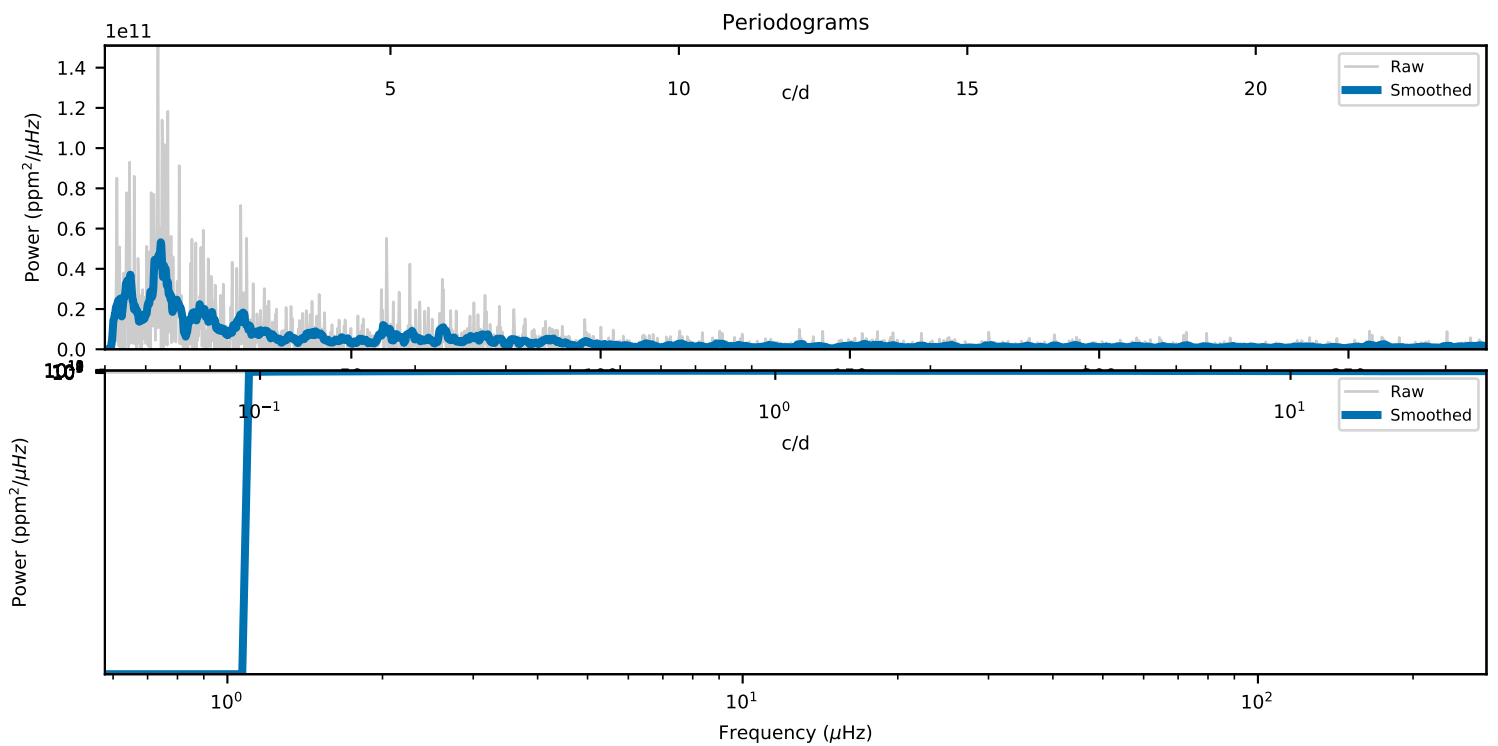 Periodograms
1e11
5 10 15 20
c/d
Raw
Smoothed
1.4
1.2
1.0
0.8
0.6
0.4
0.2
0.0
Power (ppm²/μHz)
10⁻¹ 10⁰ 10¹
c/d
Raw
Smoothed
Power (ppm²/μHz)
10⁰ 10¹ 10²
Frequency (μHz)